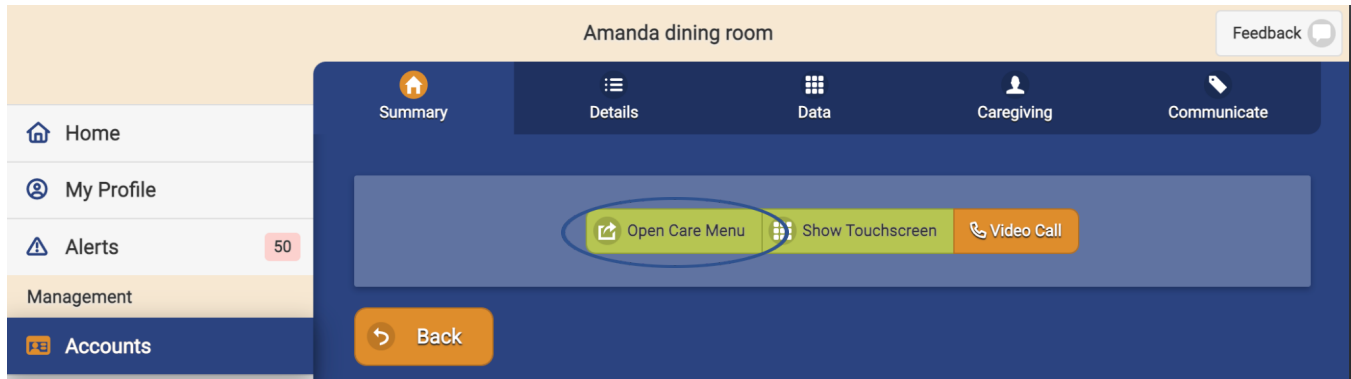 Amanda dining room
Feedback
Summary
Details
Data
Caregiving
Communicate
Home
My Profile
Alerts
50
Management
Accounts
Open Care Menu
Show Touchscreen
Video Call
Back